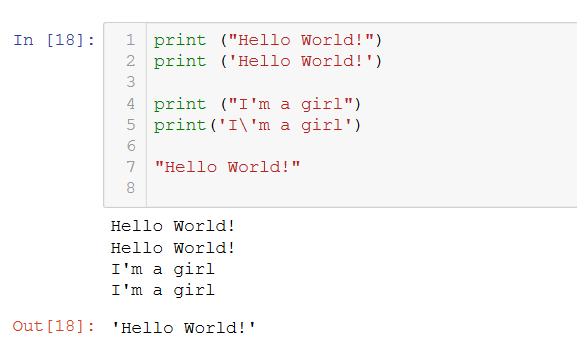 In [18]:
1 print ("Hello World!")
2 print ('Hello World!')
3
4 print ("I'm a girl")
5 print('I\'m a girl')
6
7 "Hello World!"
8
Hello World!
Hello World!
I'm a girl
I'm a girl
Out[18]: 'Hello World!'